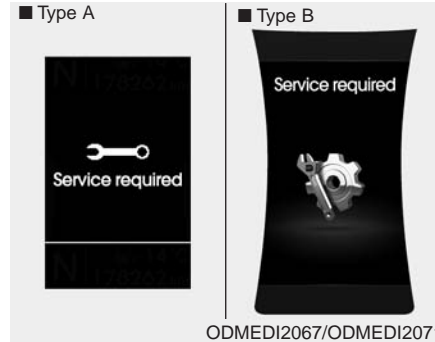 ■ Type A
■ Type B
Service required
Service required
ODMEDI2067/ODMEDI207